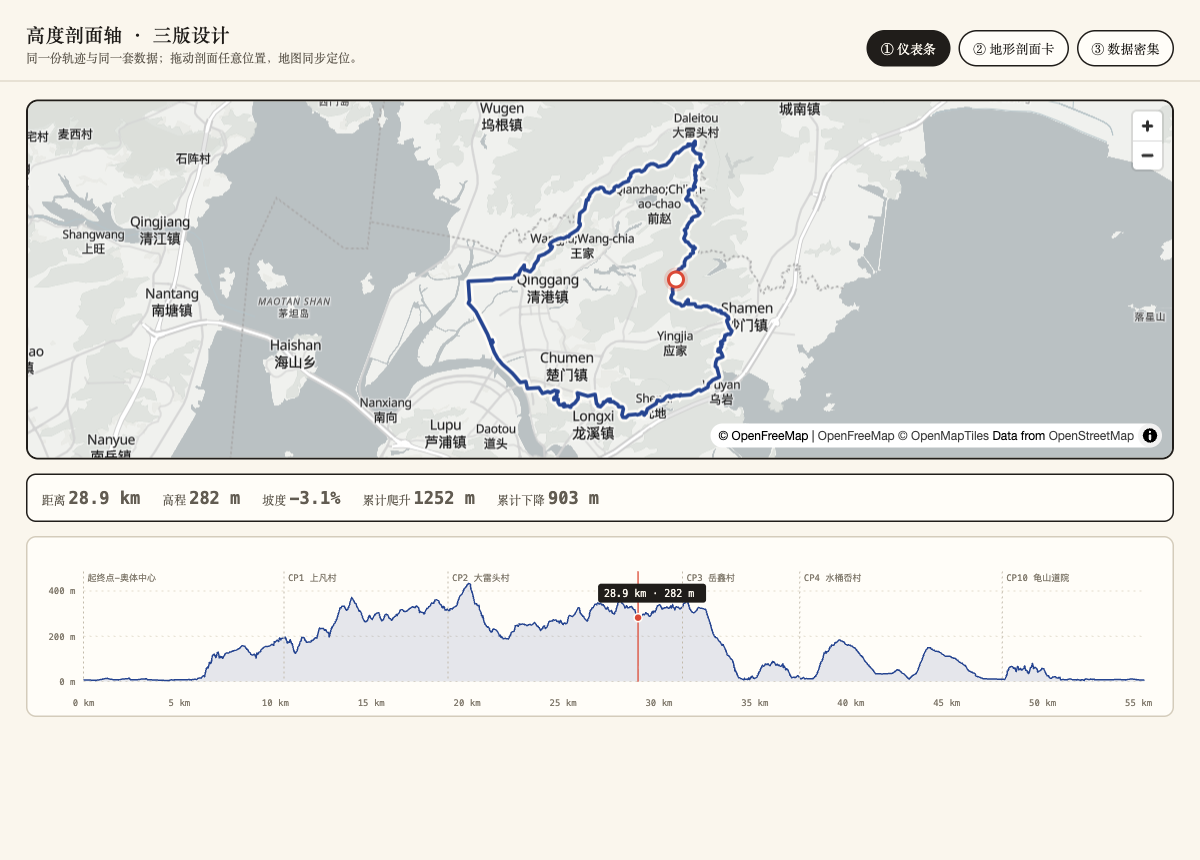 高度剖面轴 · 三版设计
同一份轨迹与同一套数据；拖动剖面任意位置，地图同步定位。
① 仪表条
② 地形剖面卡
③ 数据密集
Wugen
坞根镇
城南镇
Daleitou
大雷头村
宅村
麦西村
石阵村
ao-chao
前赵
Qingjiang
清江镇
Shangwang
上旺
王家
Qinggang
清港镇
Nantang
南塘镇
MAOTAN SHAN
茅坦岛
Shamen
门镇
落星山
Haishan
海山乡
Yingjia
应家
Chumen
楚门镇
uyan
乌岩
Nanxiang
南向
Longxi
龙溪镇
Lupu
芦浦镇
Daotou
道头
Nanyue
南岳镇
+
−
© OpenFreeMap | OpenFreeMap © OpenMapTiles Data from OpenStreetMap
距离 28.9 km 高程 282 m 坡度 −3.1% 累计爬升 1252 m 累计下降 903 m
起终点—奥体中心
CP1 上凡村
CP2 大雷头村
CP3 岳鑫村
CP4 水桶岙村
CP10 龟山道院
28.9 km · 282 m
400 m
200 m
0 m
0 km 5 km 10 km 15 km 20 km 25 km 30 km 35 km 40 km 45 km 50 km 55 km